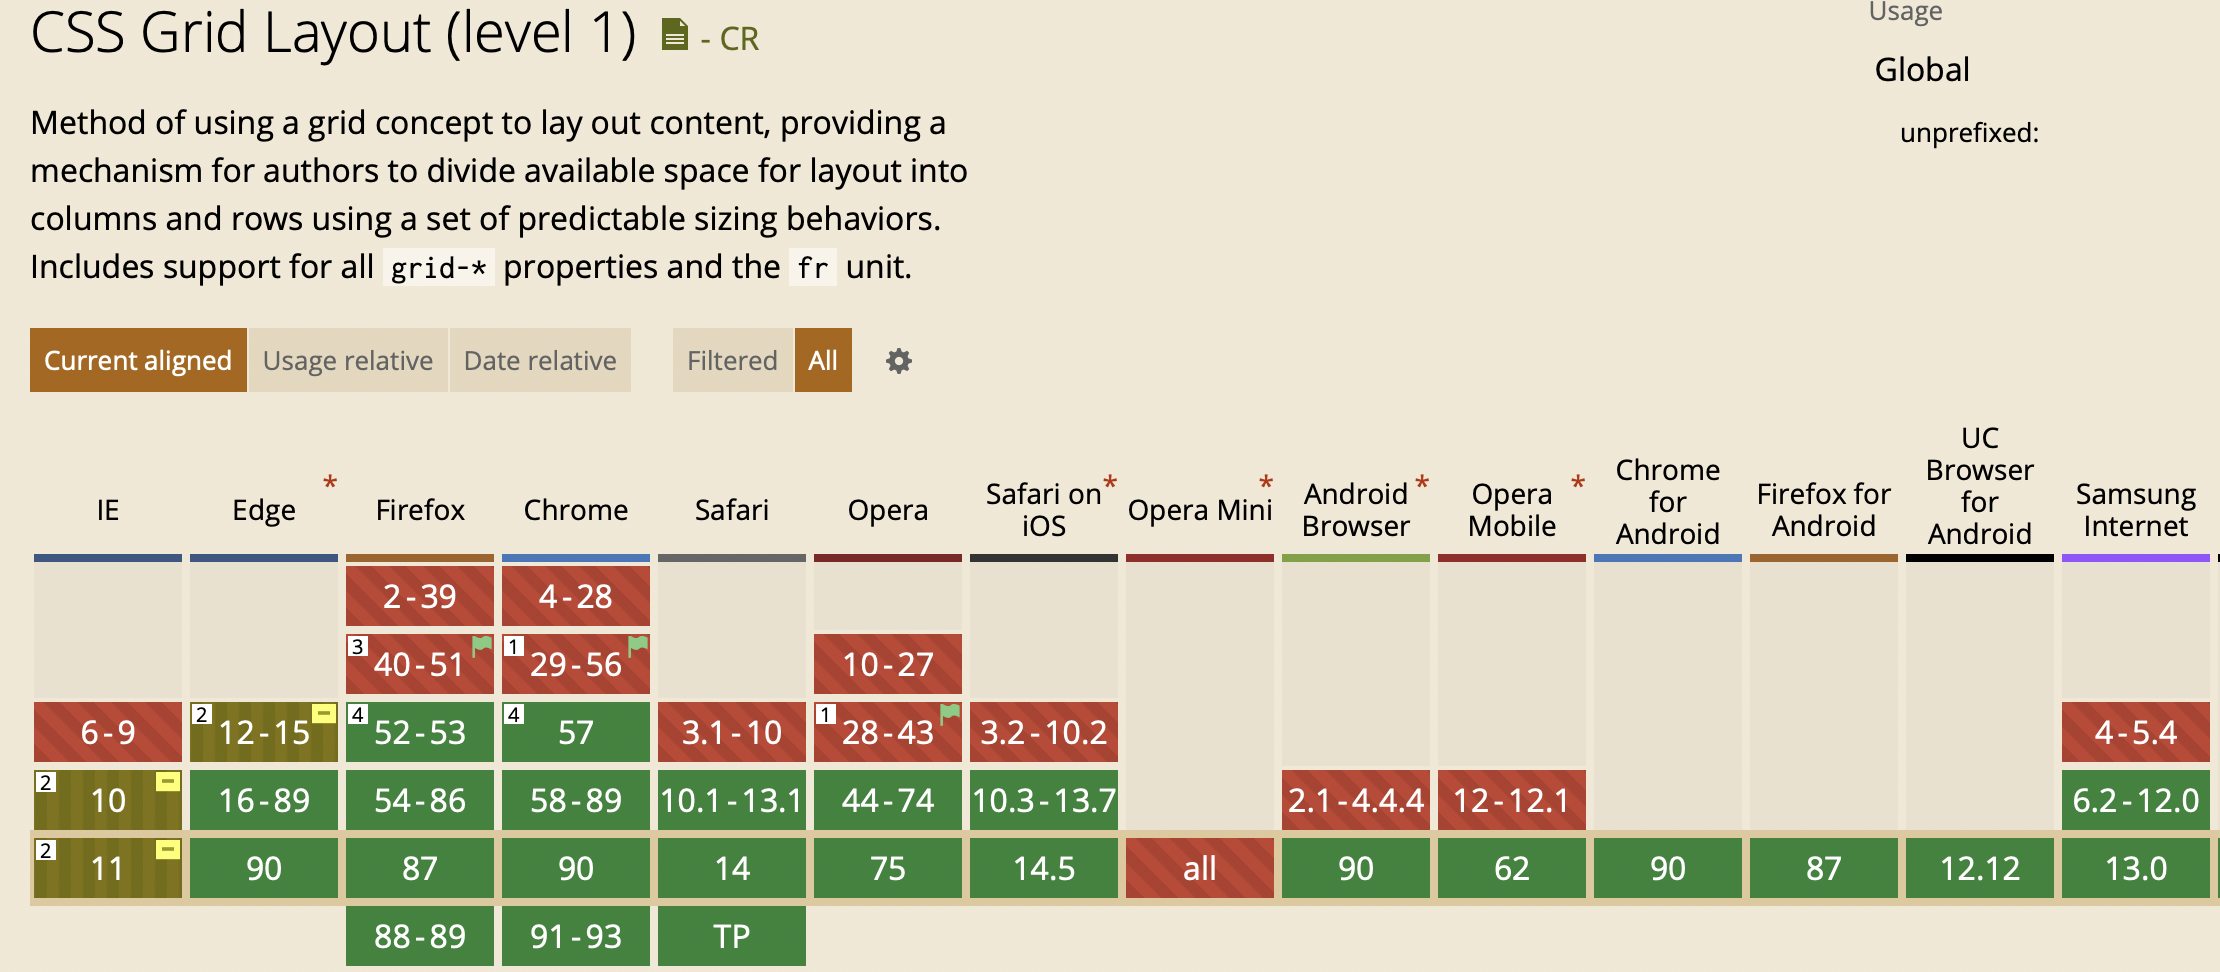 CSS Grid Layout (level 1) - CR
Usage
Global
unprefixed:
Method of using a grid concept to lay out content, providing a
mechanism for authors to divide available space for layout into
columns and rows using a set of predictable sizing behaviors.
Includes support for all grid-* properties and the fr unit.
Current aligned Usage relative Date relative Filtered All
IE Edge * Firefox Chrome Safari Opera Safari on iOS * Opera Mini * Android Browser * Opera Mobile * Chrome for Android Firefox for Android UC Browser for Android Samsung Internet
2-39 4-28
3 40-51 1 29-56 10-27
6-9 2 12-15 4 52-53 4 57 3.1-10 1 28-43 3.2-10.2 4-5.4
2 10 16-89 54-86 58-89 10.1-13.1 44-74 10.3-13.7 2.1-4.4.4 12-12.1 6.2-12.0
2 11 90 87 90 14 75 14.5 all 90 62 90 87 12.12 13.0
88-89 91-93 TP